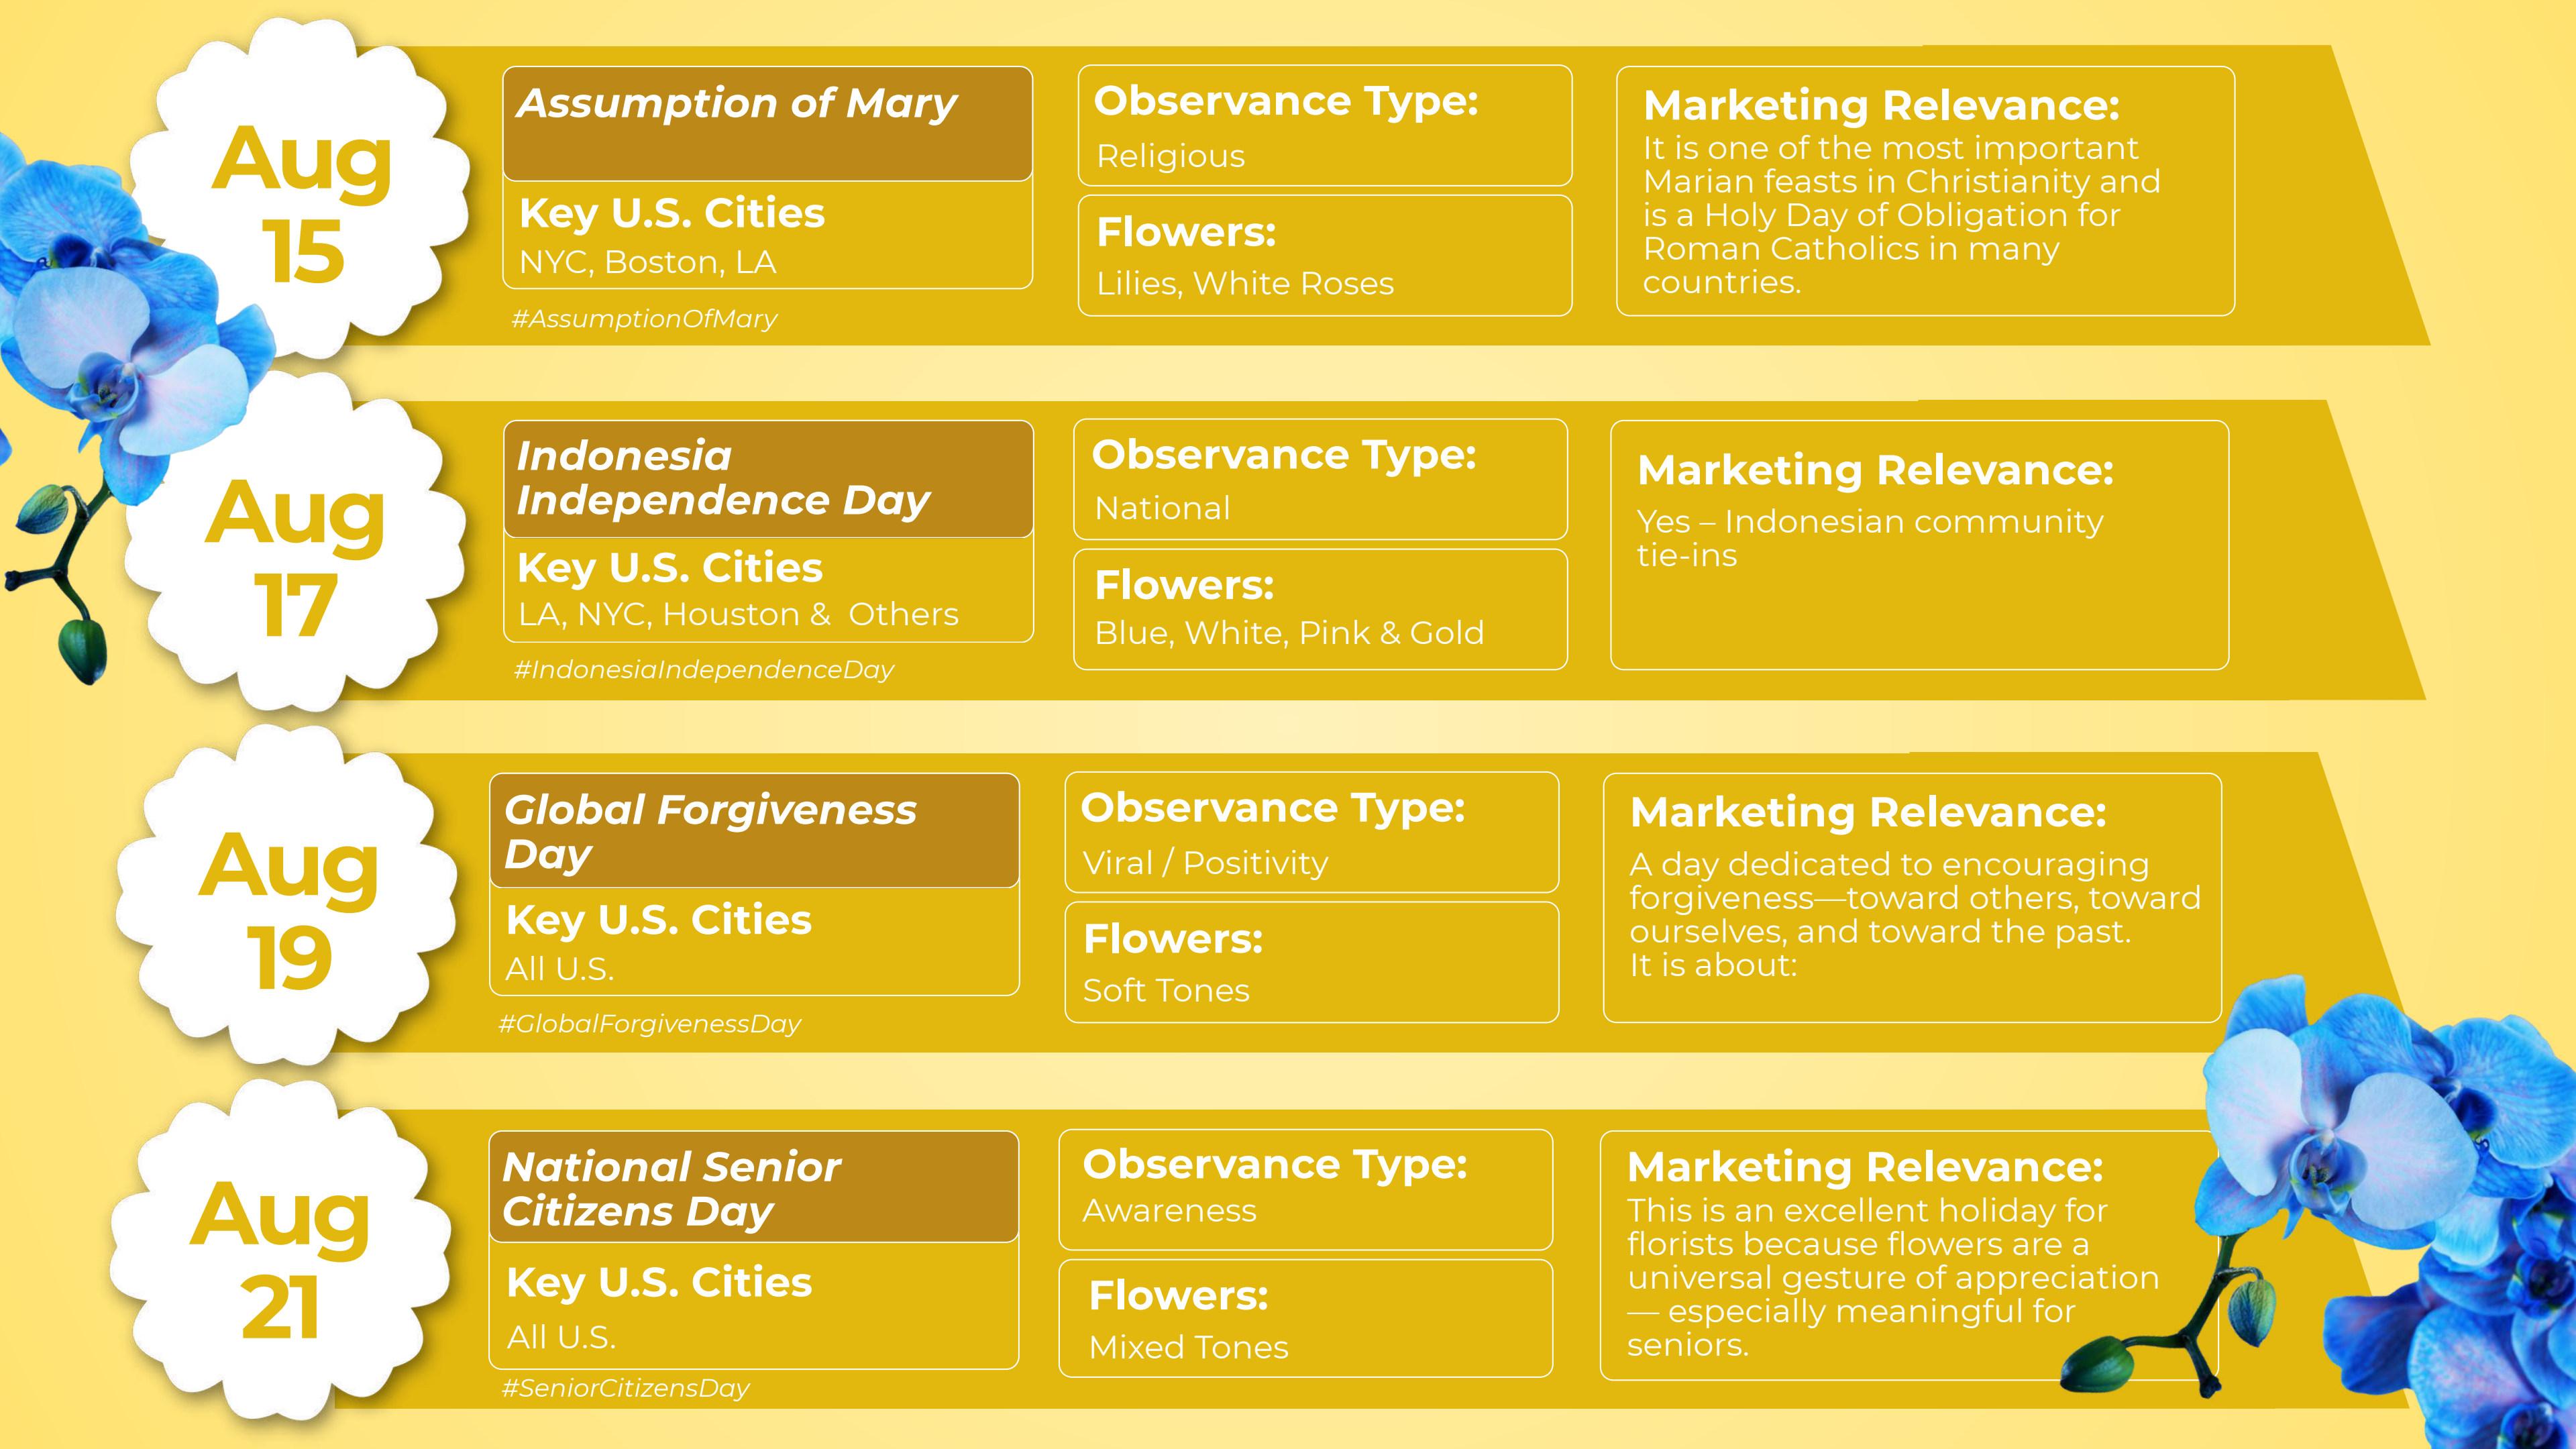 Aug
15
Assumption of Mary
Key U.S. Cities
NYC, Boston, LA
#AssumptionOfMary
Observance Type:
Religious
Flowers:
Lilies, White Roses
Marketing Relevance:
It is one of the most important
Marian feasts in Christianity and
is a Holy Day of Obligation for
Roman Catholics in many
countries.
Aug
17
Indonesia
Independence Day
Key U.S. Cities
LA, NYC, Houston & Others
#IndonesiaIndependenceDay
Observance Type:
National
Flowers:
Blue, White, Pink & Gold
Marketing Relevance:
Yes – Indonesian community
tie-ins
Aug
19
Global Forgiveness
Day
Key U.S. Cities
All U.S.
#GlobalForgivenessDay
Observance Type:
Viral / Positivity
Flowers:
Soft Tones
Marketing Relevance:
A day dedicated to encouraging
forgiveness—toward others, toward
ourselves, and toward the past.
It is about:
Aug
21
National Senior
Citizens Day
Key U.S. Cities
All U.S.
#SeniorCitizensDay
Observance Type:
Awareness
Flowers:
Mixed Tones
Marketing Relevance:
This is an excellent holiday for
florists because flowers are a
universal gesture of appreciation
— especially meaningful for
seniors.